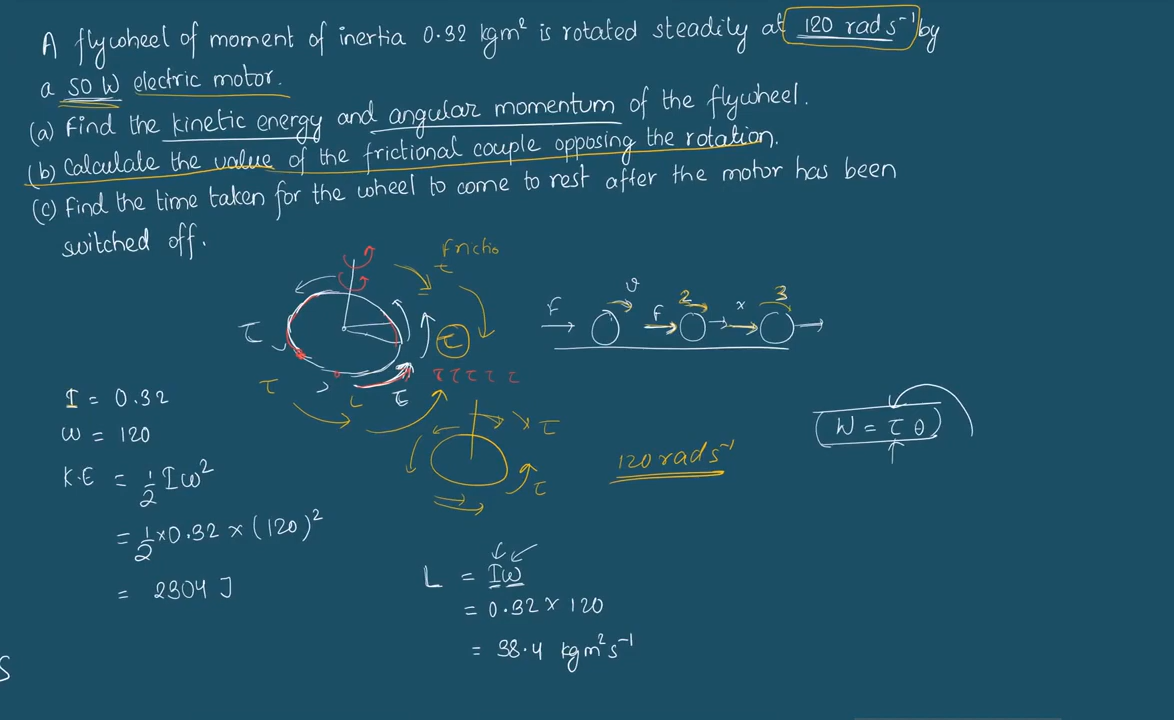 A flywheel of moment of inertia 0.32 kgm² is rotated steadily at 120 rad s⁻¹ by
a 50 W electric motor.
(a) Find the kinetic energy and angular momentum of the flywheel.
(b) Calculate the value of the frictional couple opposing the rotation.
(c) Find the time taken for the wheel to come to rest after the motor has been
switched off.
frictio
τ
F
ϑ
F
2
x
3
τ
τ
τ τ τ τ τ
τ
τ
τ
τ
I = 0.32
ω = 120
K.E = ½Iω²
= ½×0.32 × (120)²
= 2304 J
120 rad s⁻¹
W = τ θ
L = Iω
= 0.32 × 120
= 38.4 kgm²s⁻¹
S